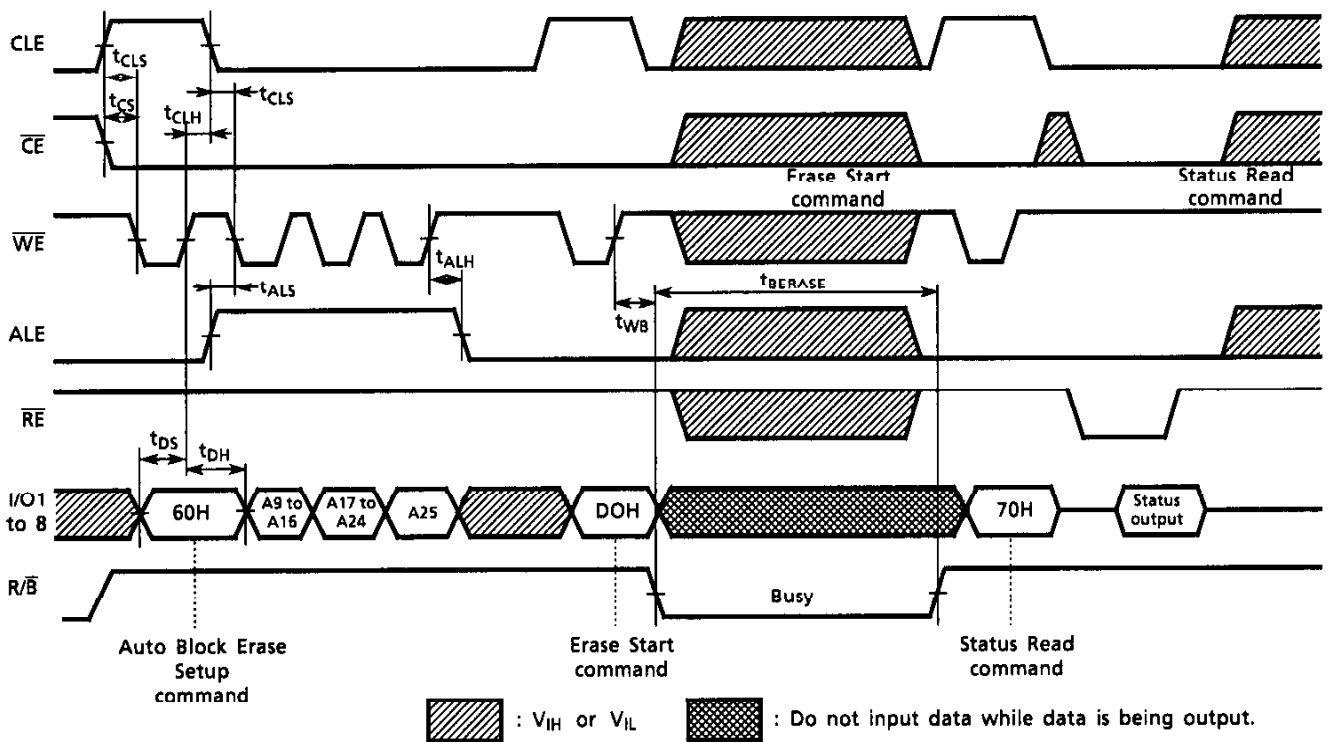 CLE
tCLS
tCS
tCLH
tCLS
CE
Erase Start
command
Status Read
command
WE
tALH
tALS
tBERASE
tWB
ALE
RE
tDS
tDH
I/O1
to 8
60H
A9 to
A16
A17 to
A24
A25
DOH
70H
Status
output
R/B
Busy
Auto Block Erase
Setup
command
Erase Start
command
Status Read
command
: VIH or VIL
: Do not input data while data is being output.